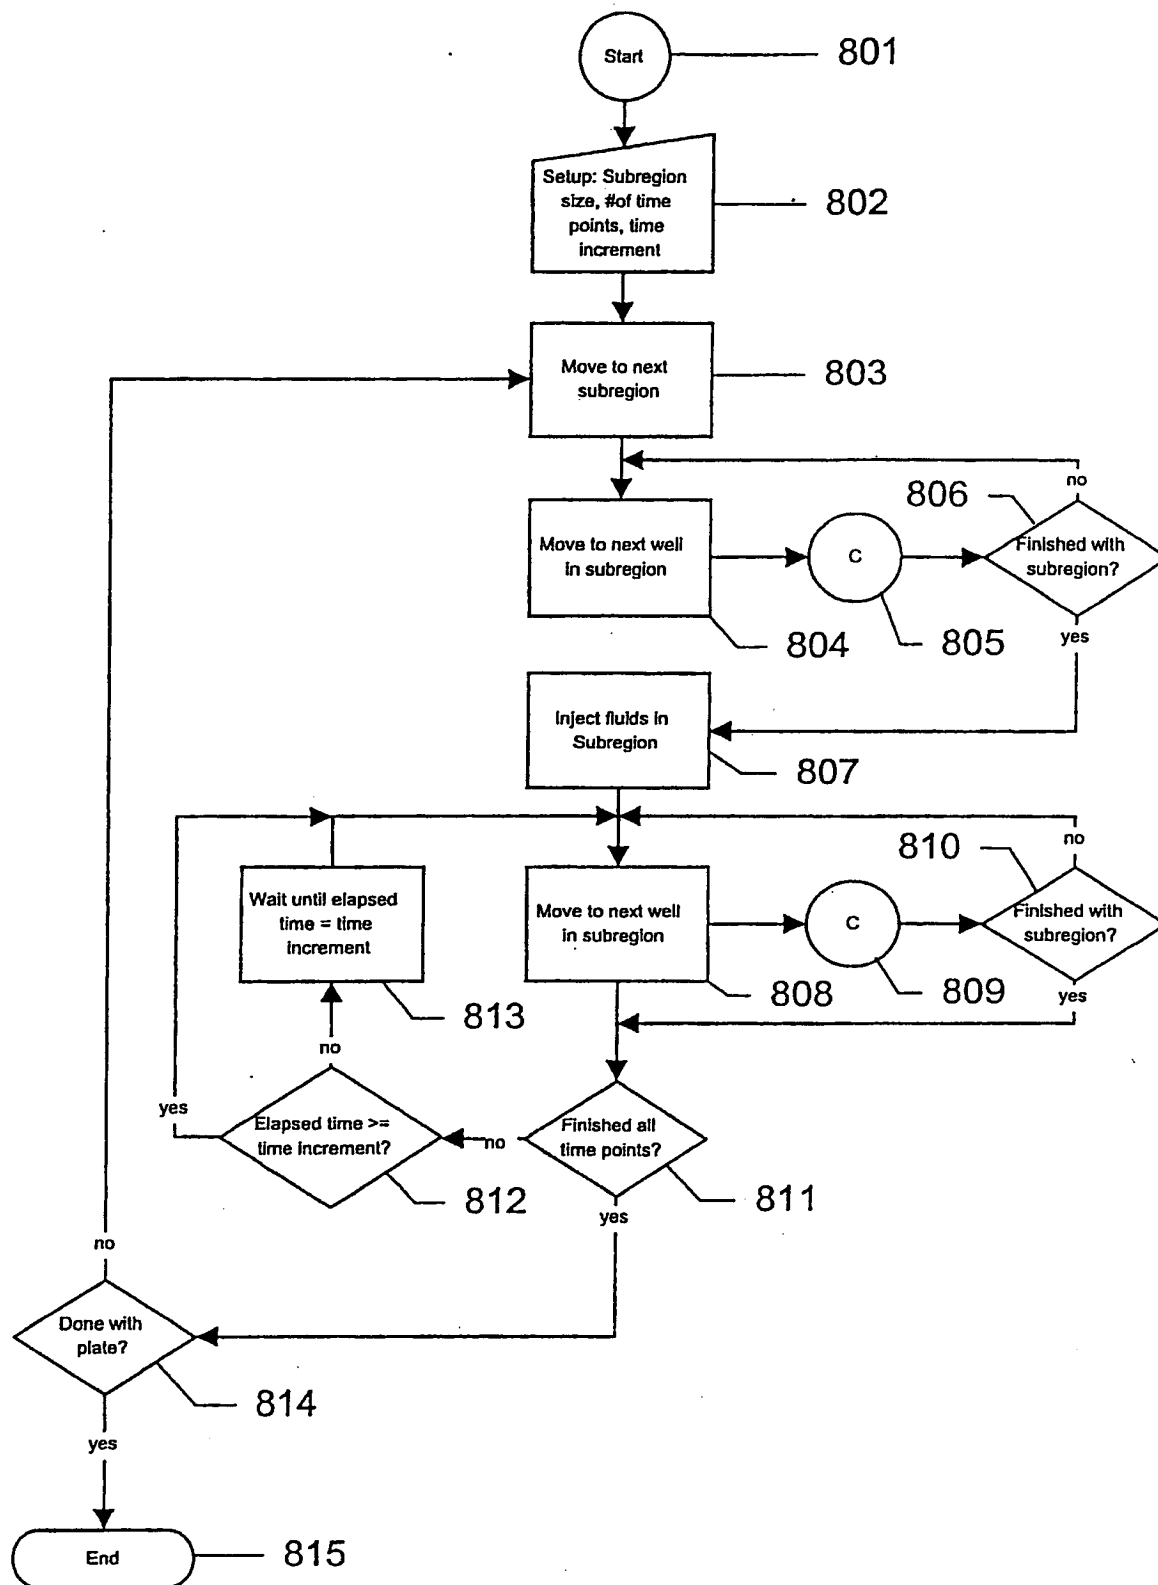 Start
801
Setup: Subregion
size, #of time
points, time
increment
802
Move to next
subregion
803
no
806
Move to next well
in subregion
C
Finished with
subregion?
804
805
yes
Inject fluids in
Subregion
807
no
810
Wait until elapsed
time = time
increment
Move to next well
in subregion
C
Finished with
subregion?
813
808
809
yes
no
yes
Elapsed time >=
time increment?
no
Finished all
time points?
812
811
yes
no
Done with
plate?
814
yes
End
815